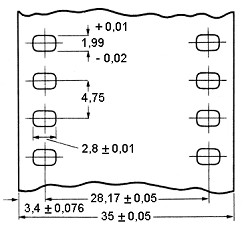 + 0,01
1,99
- 0,02
4,75
2,8 ± 0,01
28,17 ± 0,05
3,4 ± 0,076
35 ± 0,05